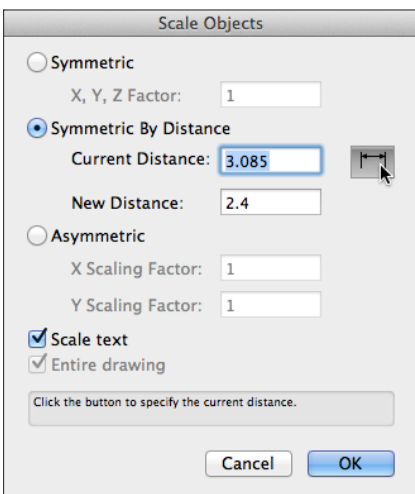 Scale Objects
Symmetric
X, Y, Z Factor: 1
Symmetric By Distance
Current Distance: 3.085
New Distance: 2.4
Asymmetric
X Scaling Factor: 1
Y Scaling Factor: 1
Scale text
Entire drawing
Click the button to specify the current distance.
Cancel OK